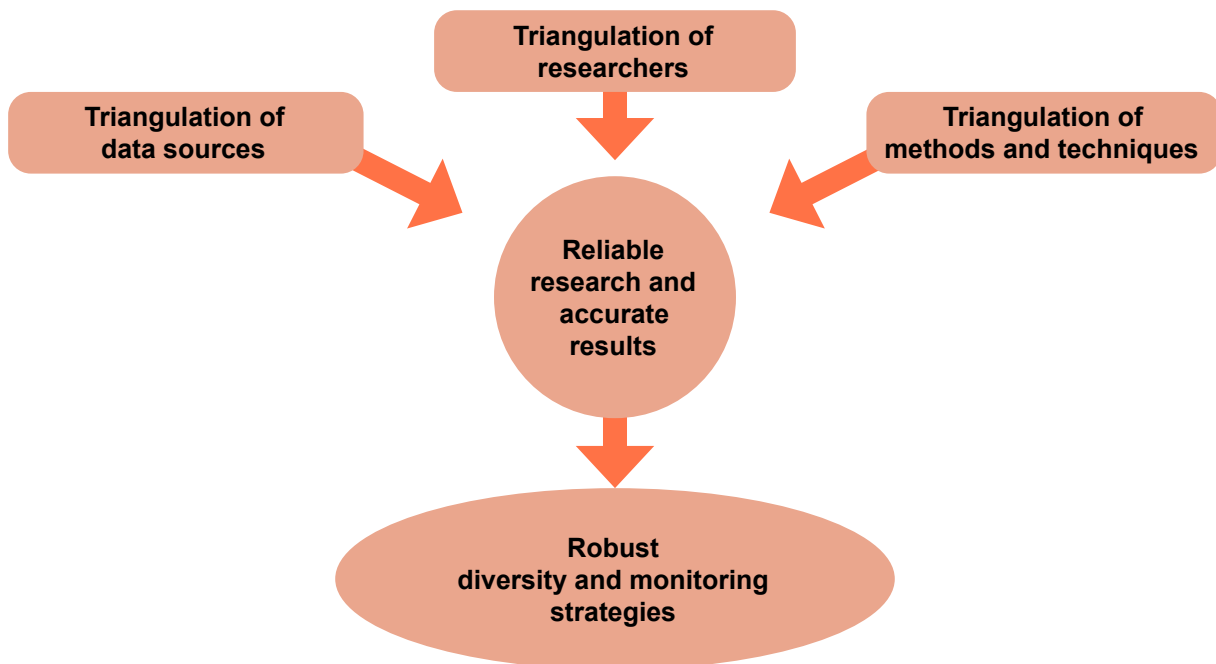 Triangulation of
researchers
Triangulation of
data sources
Triangulation of
methods and techniques
Reliable
research and
accurate
results
Robust
diversity and monitoring
strategies